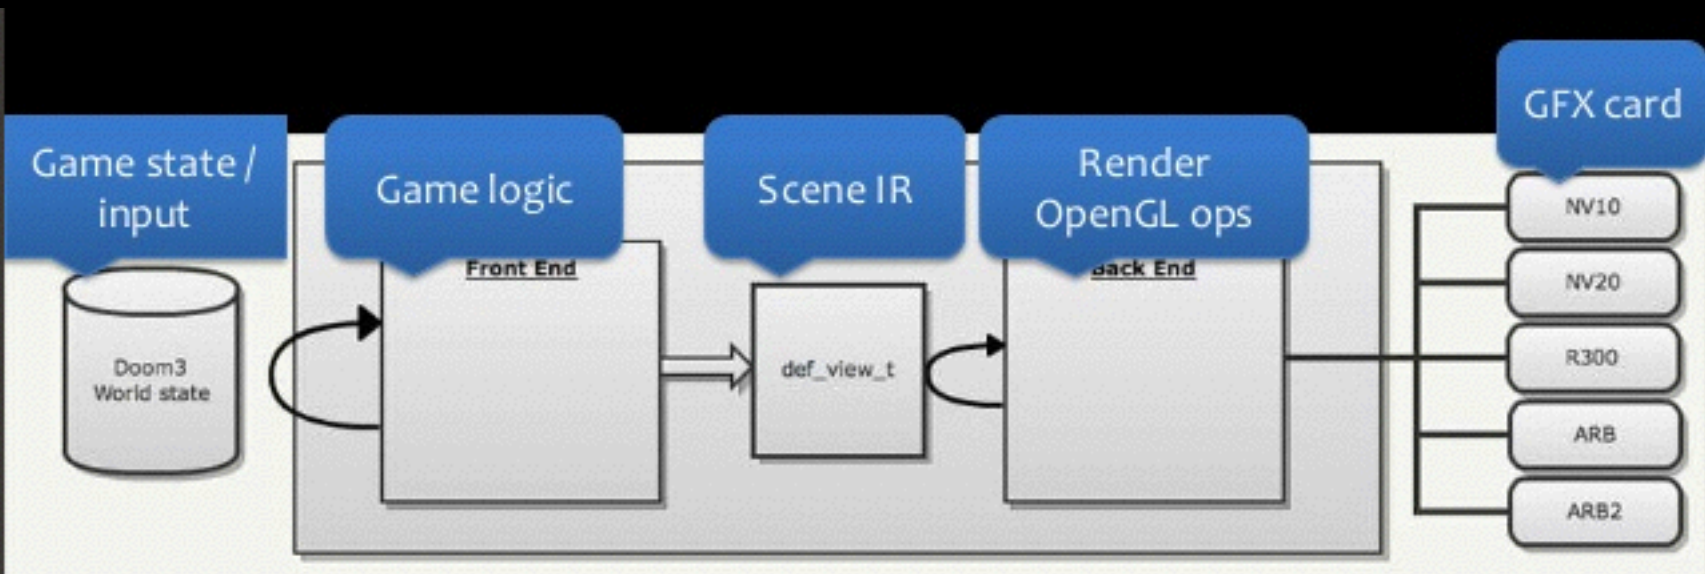 Game state /
input
Game logic
Scene IR
Render
OpenGL ops
GFX card
Front End
Back End
Doom3
World state
def_view_t
NV10
NV20
R300
ARB
ARB2